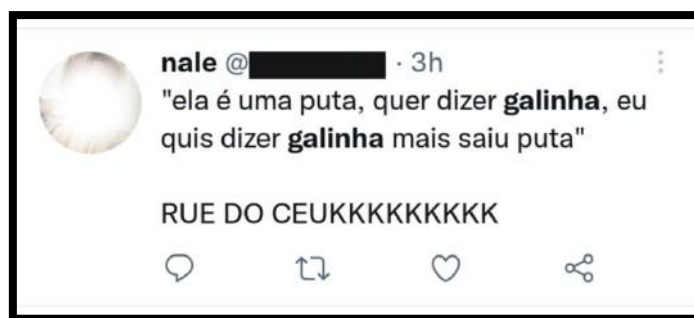 nale @ · 3h
"ela é uma puta, quer dizer galinha, eu
quis dizer galinha mais saiu puta"
RUE DO CEUKKKKKKKKK